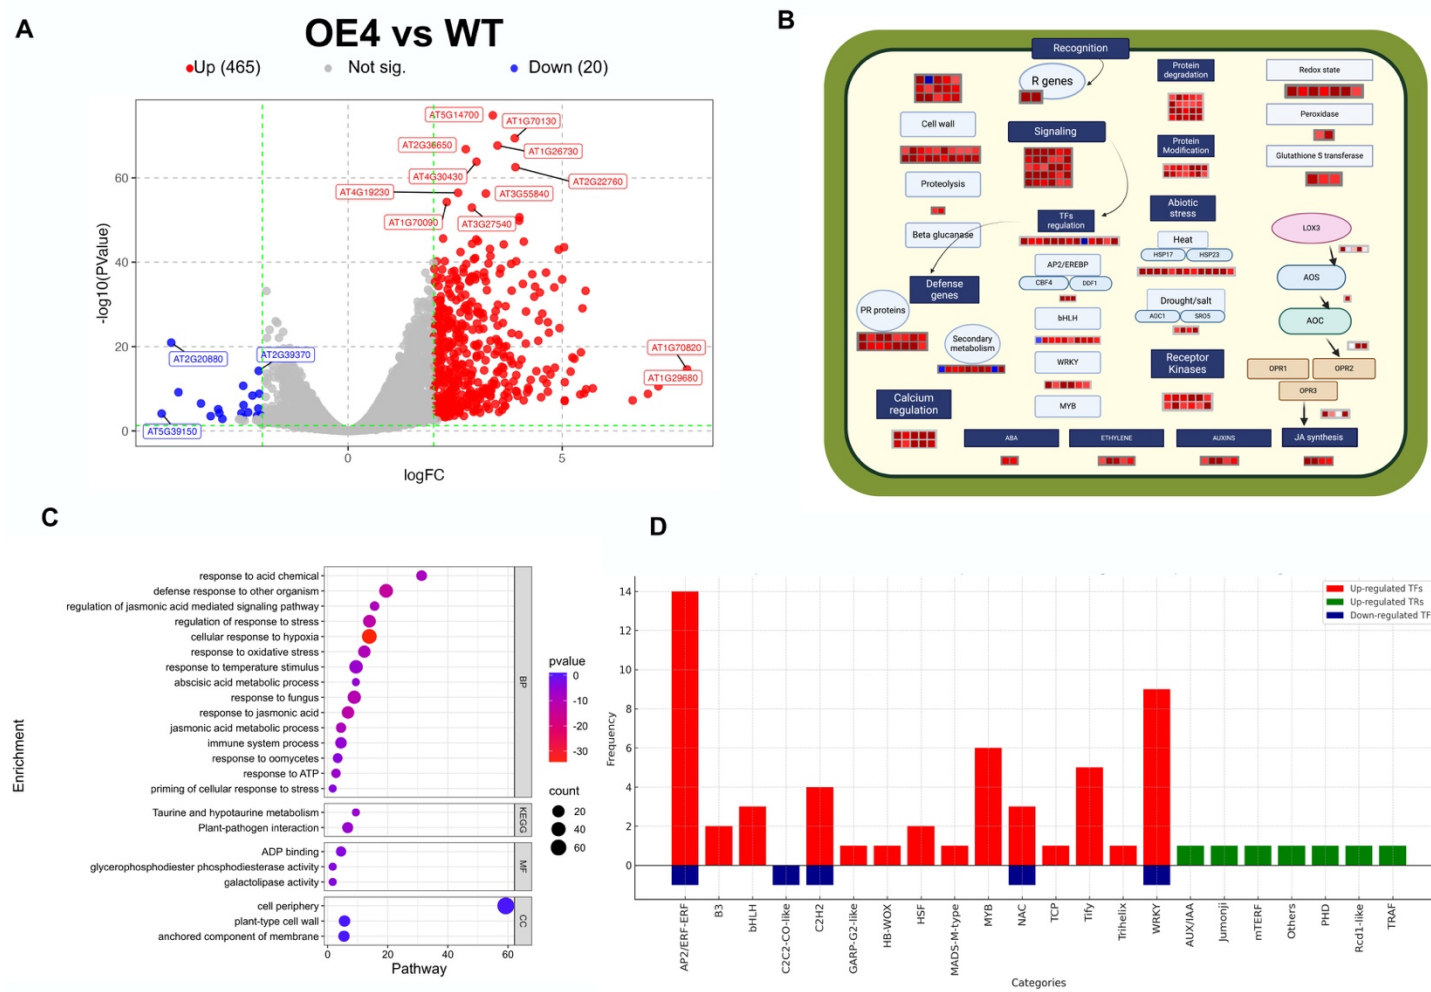 A
OE4 vs WT
Up (465)
Not sig.
Down (20)
-log10(PValue)
60
40
20
0
0
5
logFC
AT5G14700
AT1G70130
AT2G36650
AT1G26730
AT4G30430
AT2G22760
AT4G19230
AT3G55840
AT1G70090
AT3G27540
AT2G20880
AT2G39370
AT1G70820
AT1G29680
AT5G39150
B
Recognition
R genes
Protein
degradation
Redox state
Peroxidase
Cell wall
Signaling
Protein
Modification
Glutathione S transferase
Proteolysis
Abiotic
stress
TFs
regulation
Beta glucanase
Heat
HSP17
HSP23
LOX3
AP2/EREBP
CBF4
DDF1
Defense
genes
AOS
PR proteins
Drought/salt
AOC1
SRO5
bHLH
AOC
Secondary
metabolism
WRKY
Receptor
Kinases
OPR1
OPR2
OPR3
MYB
Calcium
regulation
ABA
ETHYLENE
AUXINS
JA synthesis
C
Enrichment
response to acid chemical
defense response to other organism
regulation of jasmonic acid mediated signaling pathway
regulation of response to stress
cellular response to hypoxia
response to oxidative stress
response to temperature stimulus
abscisic acid metabolic process
response to fungus
response to jasmonic acid
jasmonic acid metabolic process
immune system process
response to oomycetes
response to ATP
priming of cellular response to stress
BP
Taurine and hypotaurine metabolism
Plant-pathogen interaction
KEGG
ADP binding
glycerophosphodiester phosphodiesterase activity
galactolipase activity
MF
cell periphery
plant-type cell wall
anchored component of membrane
CC
0
20
40
60
Pathway
pvalue
0
-10
-20
-30
count
20
40
60
D
Up-regulated TFs
Up-regulated TRs
Down-regulated TF
Frequency
14
12
10
8
6
4
2
0
AP2/ERF-ERF
B3
bHLH
C2C2-CO-like
C2H2
GARP-G2-like
HB-WOX
HSF
MADS-M-type
MYB
NAC
TCP
Tify
Trihelix
WRKY
AUX/IAA
Jumonji
mTERF
Others
PHD
Rcd1-like
TRAF
Categories